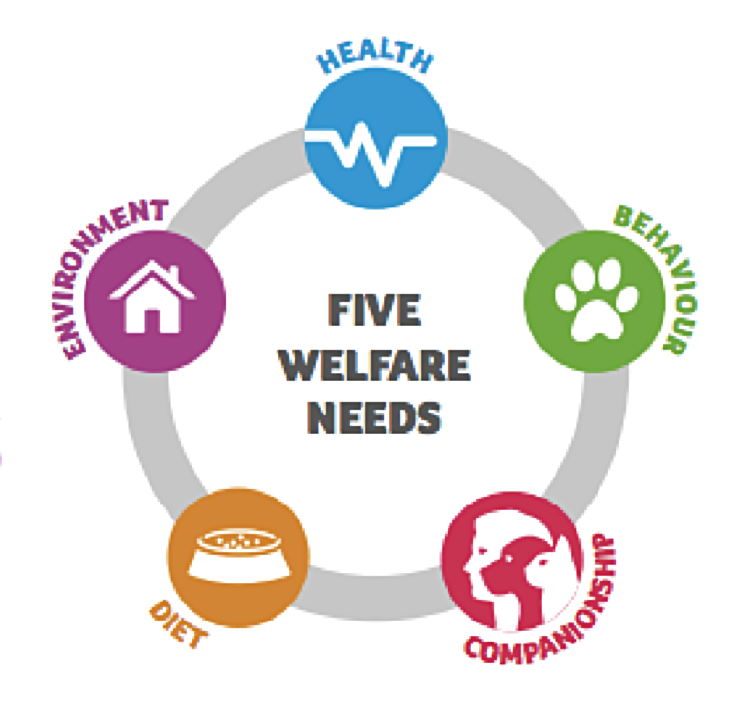 HEALTH
ENVIRONMENT
BEHAVIOUR
FIVE
WELFARE
NEEDS
DIET
COMPANIONSHIP